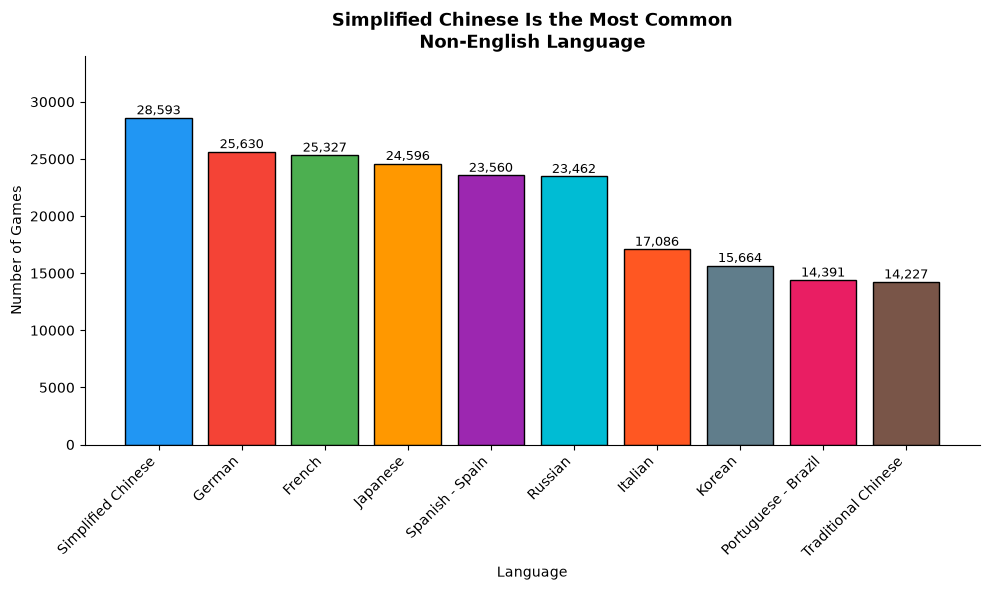 Simplified Chinese Is the Most Common
Non-English Language
Number of Games
30000
25000
20000
15000
10000
5000
0
28,593
25,630
25,327
24,596
23,560
23,462
17,086
15,664
14,391
14,227
Simplified Chinese
German
French
Japanese
Spanish - Spain
Russian
Italian
Korean
Portuguese - Brazil
Traditional Chinese
Language